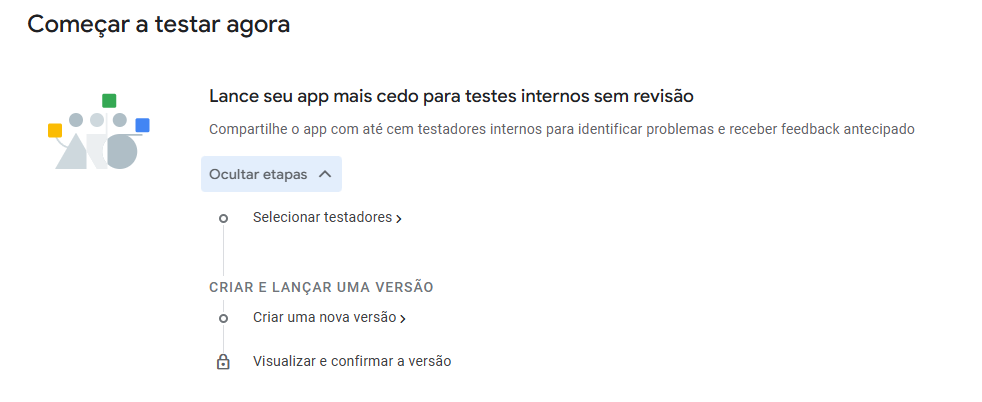 Começar a testar agora
Lance seu app mais cedo para testes internos sem revisão
Compartilhe o app com até cem testadores internos para identificar problemas e receber feedback antecipado
Ocultar etapas
Selecionar testadores
CRIAR E LANÇAR UMA VERSÃO
Criar uma nova versão
Visualizar e confirmar a versão